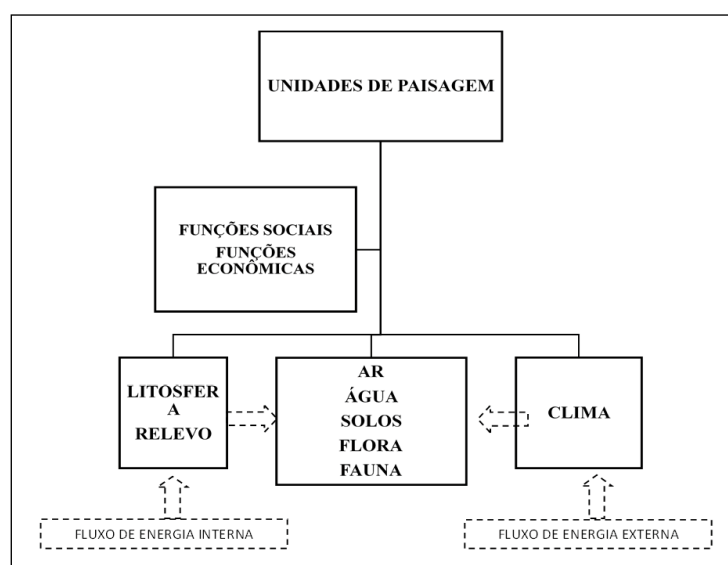 UNIDADES DE PAISAGEM
FUNÇÕES SOCIAIS
FUNÇÕES
ECONÔMICAS
LITOSFER
A
RELEVO
AR
ÁGUA
SOLOS
FLORA
FAUNA
CLIMA
FLUXO DE ENERGIA INTERNA
FLUXO DE ENERGIA EXTERNA